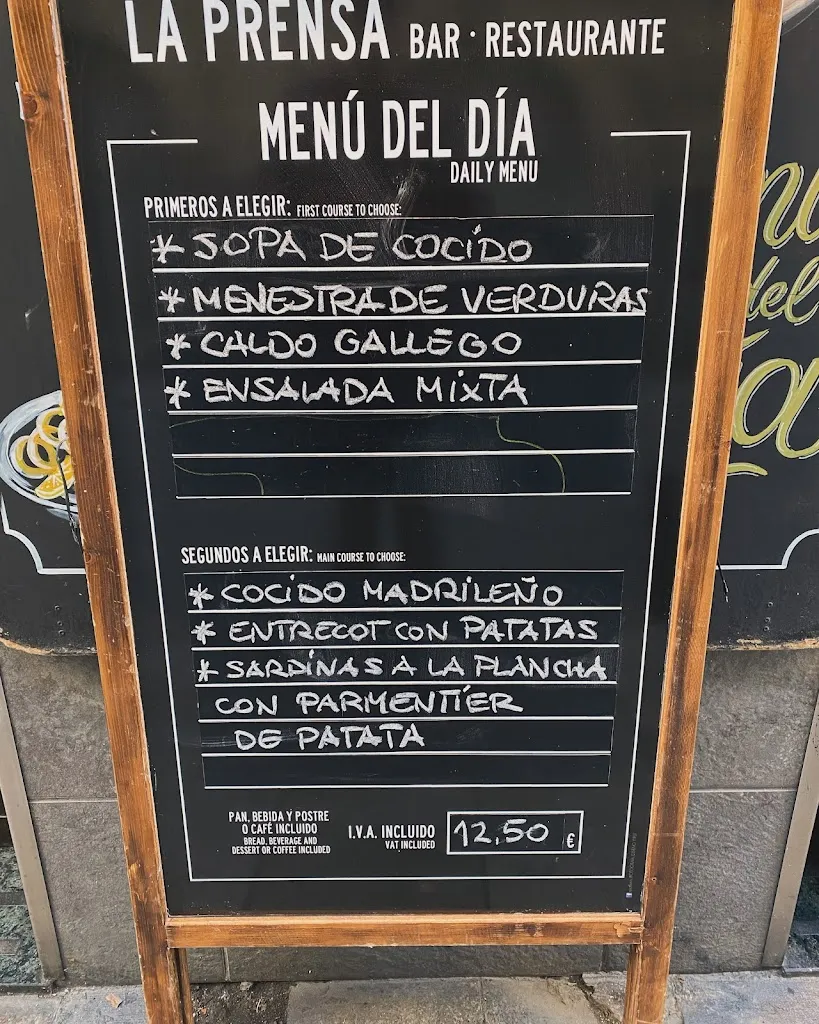 LA PRENSA BAR · RESTAURANTE
MENÚ DEL DÍA
DAILY MENU
PRIMEROS A ELEGIR: FIRST COURSE TO CHOOSE:
* SOPA DE COCIDO
* MENESTRA DE VERDURAS
* CALDO GALLEGO
* ENSALADA MIXTA
SEGUNDOS A ELEGIR: MAIN COURSE TO CHOOSE:
* COCIDO MADRILEÑO
* ENTRECOT CON PATATAS
* SARDINAS A LA PLANCHA
CON PARMENTIER
DE PATATA
PAN, BEBIDA Y POSTRE
O CAFÉ INCLUIDO
BREAD, BEVERAGE AND
DESSERT OR COFFEE INCLUDED
I.V.A. INCLUIDO
VAT INCLUDED
12,50 €
del